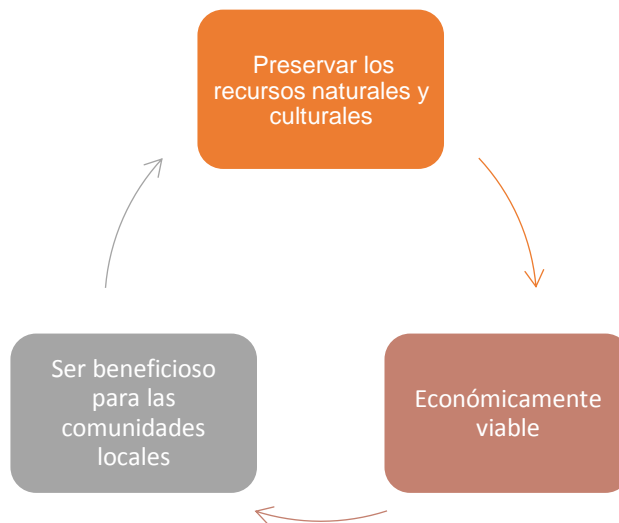 Preservar los
recursos naturales y
culturales
Económicamente
viable
Ser beneficioso
para las
comunidades
locales